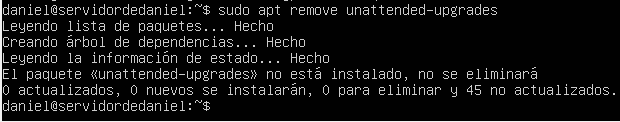 daniel@servidordedaniel:~$ sudo apt remove unattended-upgrades
Leyendo lista de paquetes... Hecho
Creando árbol de dependencias... Hecho
Leyendo la información de estado... Hecho
El paquete «unattended-upgrades» no está instalado, no se eliminará
0 actualizados, 0 nuevos se instalarán, 0 para eliminar y 45 no actualizados.
daniel@servidordedaniel:~$